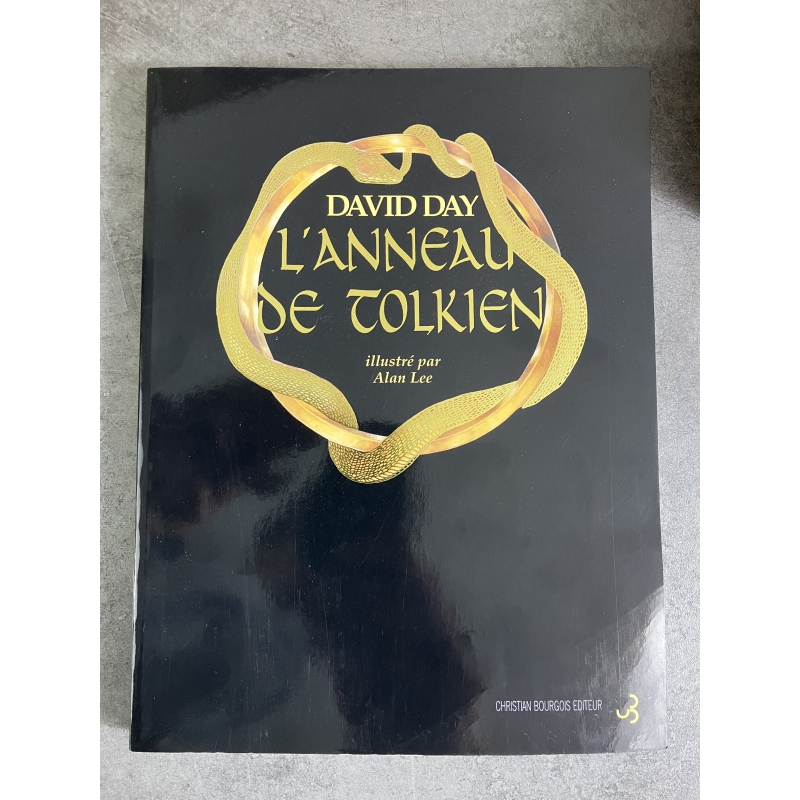 DAVID DAY
L'ANNEAU
DE TOLKIEN
illustré par
Alan Lee
CHRISTIAN BOURGOIS EDITEUR